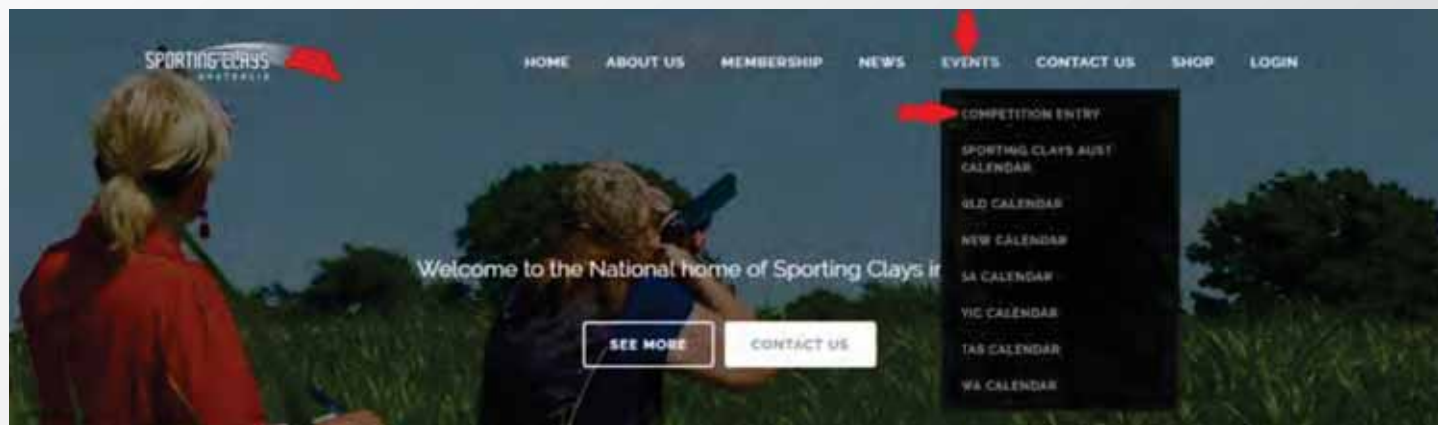 SPORTING CLAYS
AUSTRALIA
HOME ABOUT US MEMBERSHIP NEWS EVENTS CONTACT US SHOP LOGIN
COMPETITION ENTRY
SPORTING CLAYS AUST
CALENDAR
QLD CALENDAR
NSW CALENDAR
SA CALENDAR
VIC CALENDAR
TAS CALENDAR
WA CALENDAR
Welcome to the National home of Sporting Clays in
SEE MORE CONTACT US